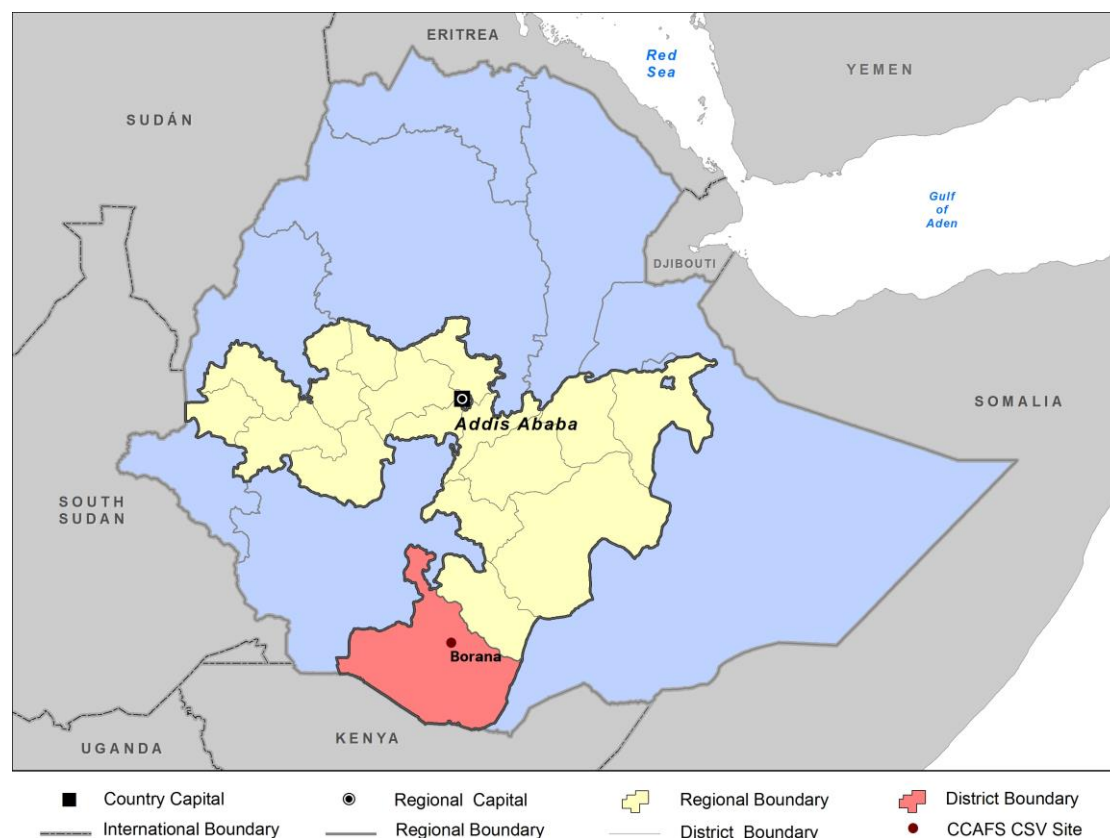 ERITREA
Red
Sea
YEMEN
SUDÁN
Gulf
of
Aden
DJIBOUTI
SOMALIA
Addis Ababa
SOUTH
SUDAN
Borana
KENYA
UGANDA
Country Capital
Regional Capital
Regional Boundary
District Boundary
International Boundary
Regional Boundary
District Boundary
CCAFS CSV Site